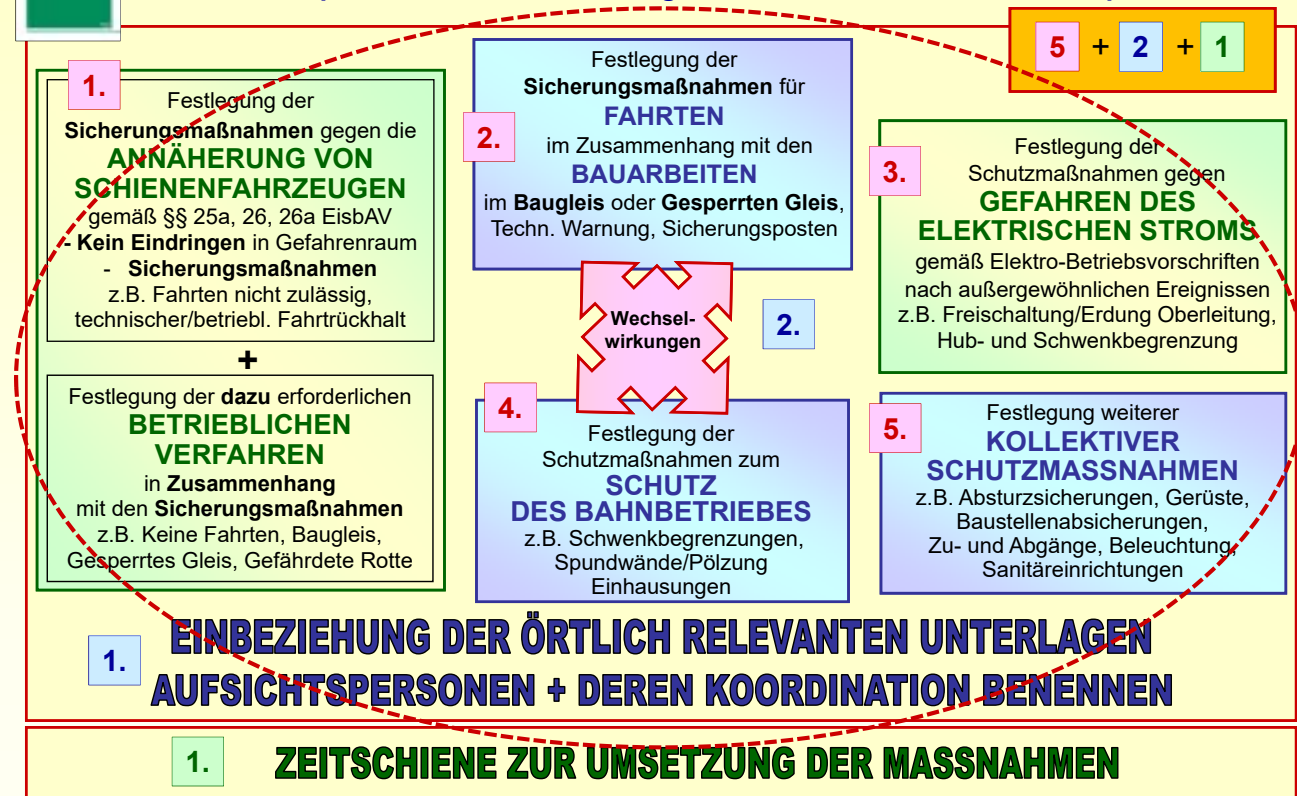 5 + 2 + 1
1.
Festlegung der
Sicherungsmaßnahmen gegen die
ANNÄHERUNG VON
SCHIENENFAHRZEUGEN
gemäß §§ 25a, 26, 26a EisbAV
- Kein Eindringen in Gefahrenraum
- Sicherungsmaßnahmen
z.B. Fahrten nicht zulässig,
technischer/betriebl. Fahrtrückhalt
+
Festlegung der dazu erforderlichen
BETRIEBLICHEN
VERFAHREN
in Zusammenhang
mit den Sicherungsmaßnahmen
z.B. Keine Fahrten, Baugleis,
Gesperrtes Gleis, Gefährdete Rotte
2.
Festlegung der
Sicherungsmaßnahmen für
FAHRTEN
im Zusammenhang mit den
BAUARBEITEN
im Baugleis oder Gesperrten Gleis,
Techn. Warnung, Sicherungsposten
Wechsel-
wirkungen
2.
3.
Festlegung der
Schutzmaßnahmen gegen
GEFAHREN DES
ELEKTRISCHEN STROMS
gemäß Elektro-Betriebsvorschriften
nach außergewöhnlichen Ereignissen
z.B. Freischaltung/Erdung Oberleitung,
Hub- und Schwenkbegrenzung
4.
Festlegung der
Schutzmaßnahmen zum
SCHUTZ
DES BAHNBETRIEBES
z.B. Schwenkbegrenzungen,
Spundwände/Pölzung
Einhausungen
5.
Festlegung weiterer
KOLLEKTIVER
SCHUTZMASSNAHMEN
z.B. Absturzsicherungen, Gerüste,
Baustellenabsicherungen,
Zu- und Abgänge, Beleuchtung,
Sanitäreinrichtungen
1.
EINBEZIEHUNG DER ÖRTLICH RELEVANTEN UNTERLAGEN
AUFSICHTSPERSONEN + DEREN KOORDINATION BENENNEN
1.
ZEITSCHIENE ZUR UMSETZUNG DER MASSNAHMEN